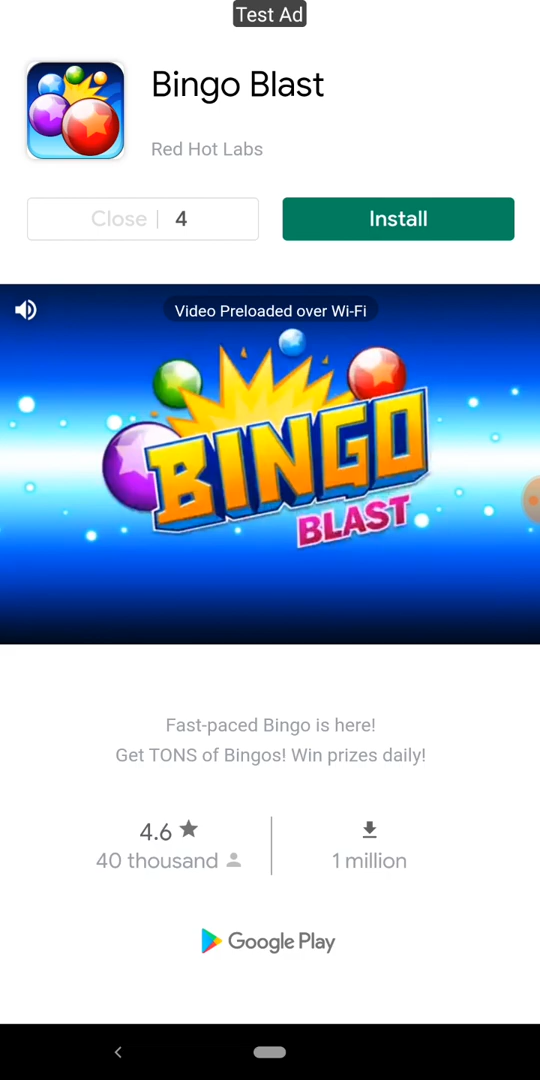 Test Ad
Bingo Blast
Red Hot Labs
Close | 4
Install
Video Preloaded over Wi-Fi
BINGO
BLAST
Fast-paced Bingo is here!
Get TONS of Bingos! Win prizes daily!
4.6 ★
40 thousand
1 million
Google Play